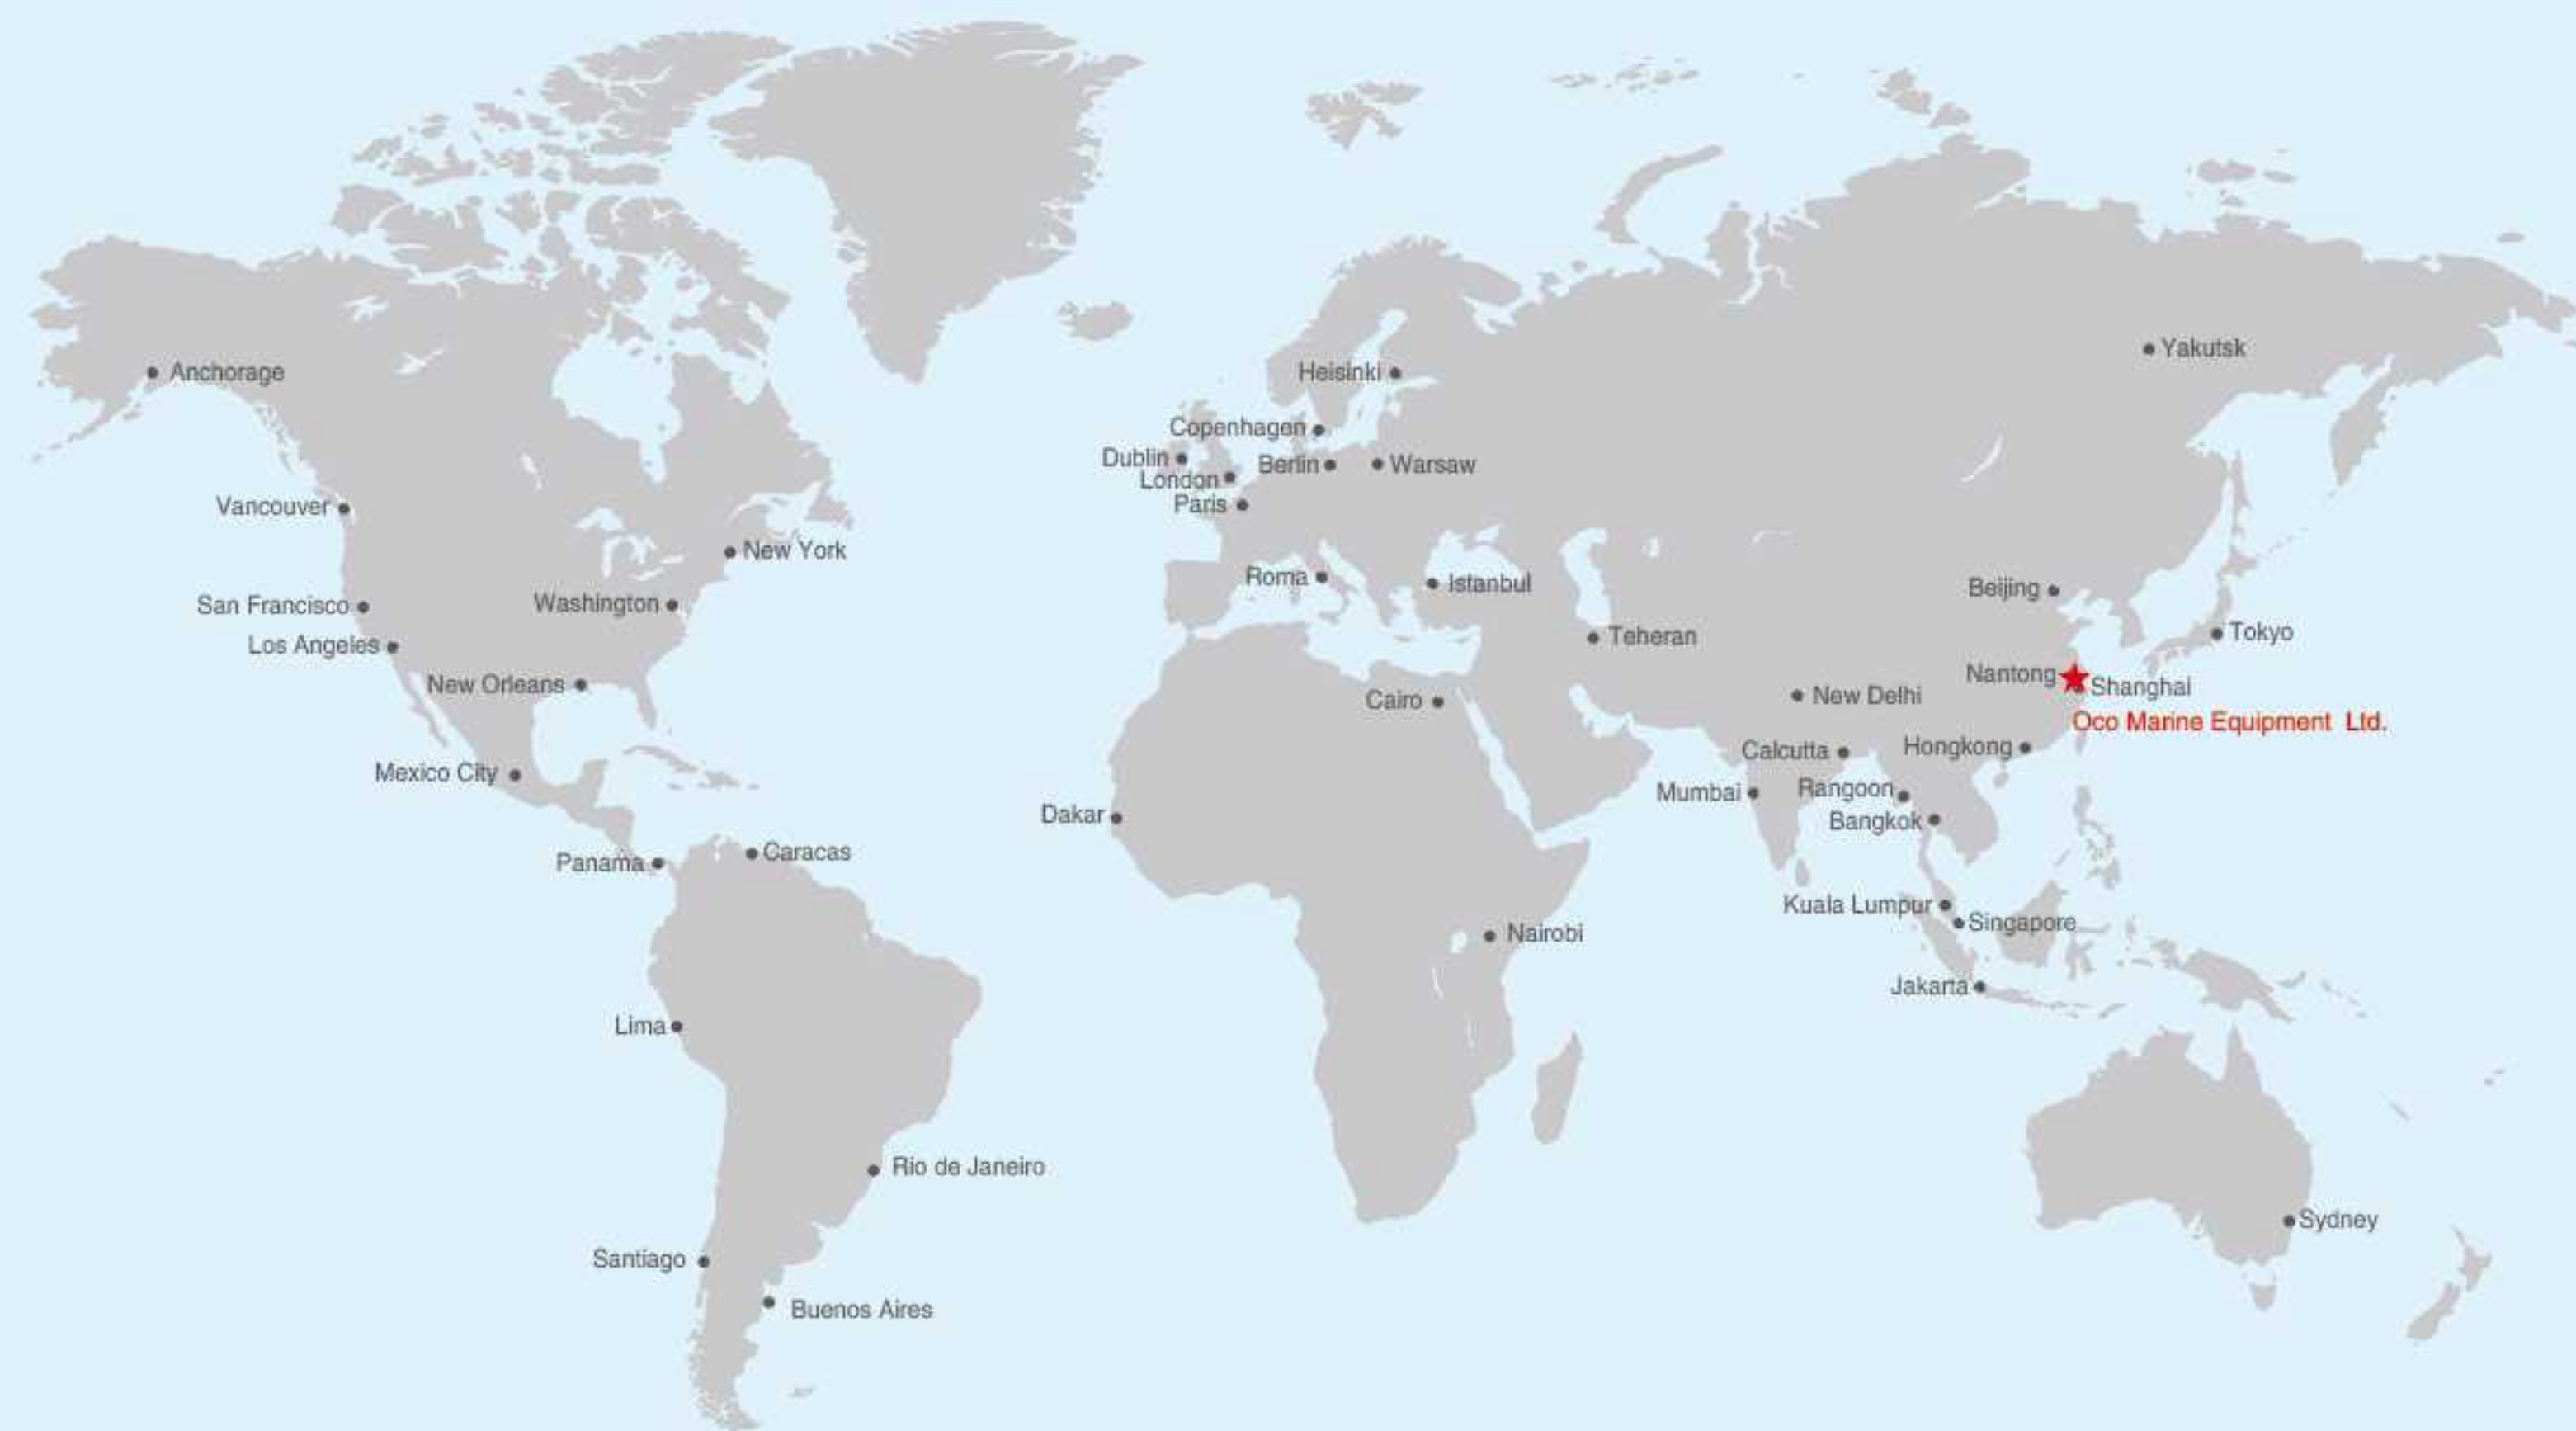 Yakutsk
Anchorage
Heisinki
Copenhagen
Dublin
Berlin
Warsaw
London
Paris
Vancouver
New York
Roma
Istanbul
Beijing
San Francisco
Washington
Tokyo
Teheran
Los Angeles
Nantong
New Orleans
Shanghai
New Delhi
Cairo
Oco Marine Equipment Ltd.
Hongkong
Calcutta
Mexico City
Rangoon
Mumbai
Dakar
Bangkok
Caracas
Panama
Kuala Lumpur
Singapore
Nairobi
Jakarta
Lima
Rio de Janeiro
Sydney
Santiago
Buenos Aires